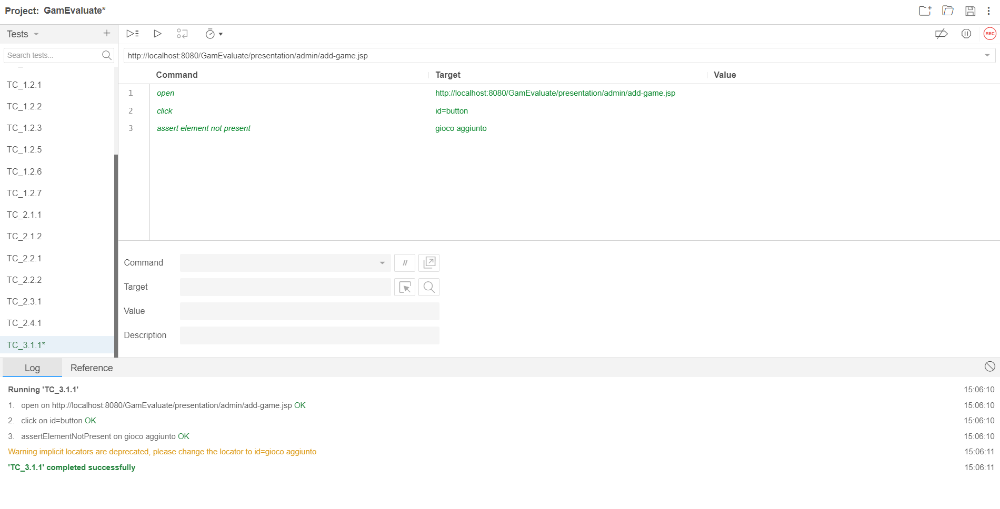 Project: GamEvaluate*
Tests
Search tests...
TC_1.2.1
TC_1.2.2
TC_1.2.3
TC_1.2.5
TC_1.2.6
TC_1.2.7
TC_2.1.1
TC_2.1.2
TC_2.2.1
TC_2.2.2
TC_2.3.1
TC_2.4.1
TC_3.1.1*
REC
http://localhost:8080/GamEvaluate/presentation/admin/add-game.jsp
Command Target Value
1 open http://localhost:8080/GamEvaluate/presentation/admin/add-game.jsp
2 click id=button
3 assert element not present gioco aggiunto
Command //
Target
Value
Description
Log Reference
Running 'TC_3.1.1' 15:06:10
1. open on http://localhost:8080/GamEvaluate/presentation/admin/add-game.jsp OK 15:06:10
2. click on id=button OK 15:06:10
3. assertElementNotPresent on gioco aggiunto OK 15:06:10
Warning implicit locators are deprecated, please change the locator to id=gioco aggiunto 15:06:11
'TC_3.1.1' completed successfully 15:06:11